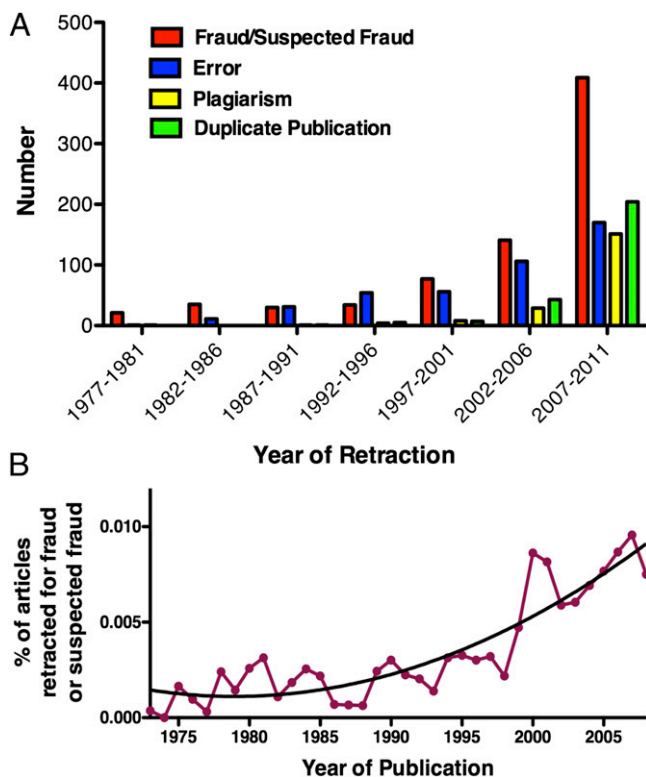 A
500
400
300
200
100
0
Number
Fraud/Suspected Fraud
Error
Plagiarism
Duplicate Publication
1977-1981
1982-1986
1987-1991
1992-1996
1997-2001
2002-2006
2007-2011
Year of Retraction
B
% of articles
retracted for fraud
or suspected fraud
0.010
0.005
0.000
1975 1980 1985 1990 1995 2000 2005
Year of Publication